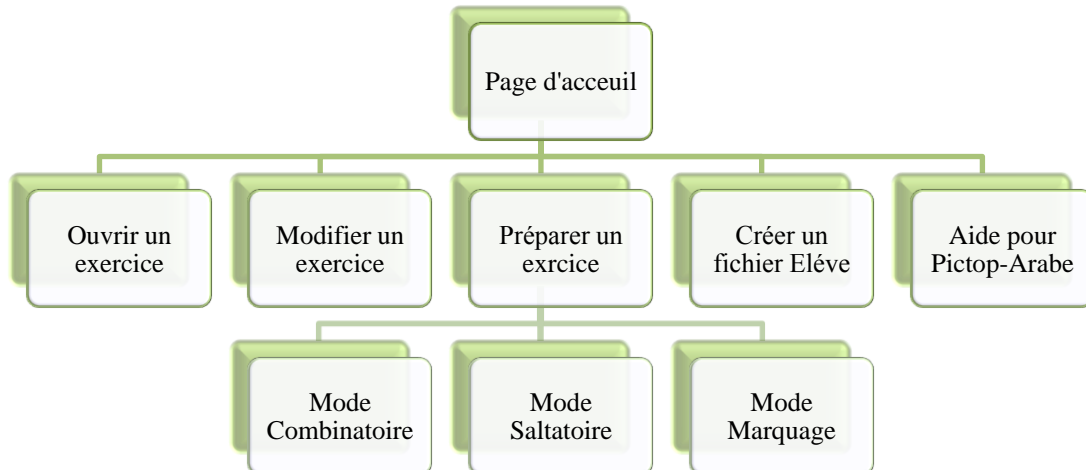 Page d'acceuil
Ouvrir un
exercice
Modifier un
exercice
Préparer un
exrcice
Créer un
fichier Eléve
Aide pour
Pictop-Arabe
Mode
Combinatoire
Mode
Saltatoire
Mode
Marquage